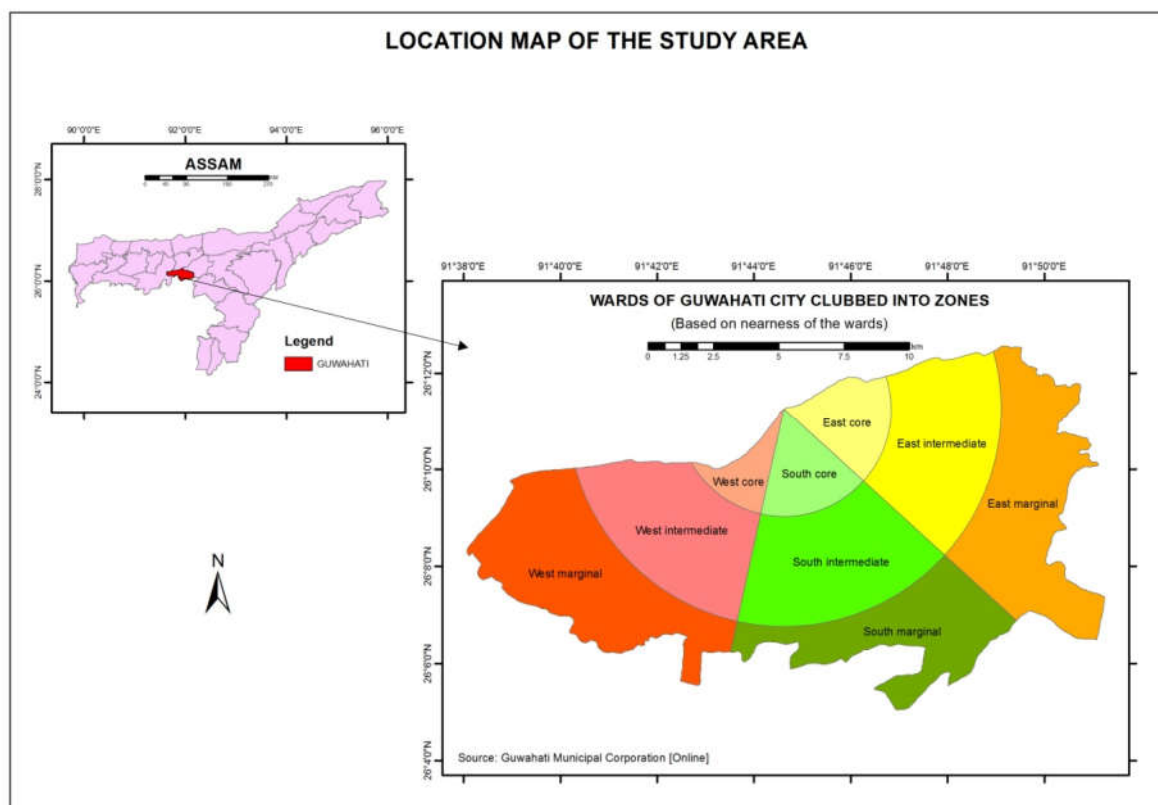 LOCATION MAP OF THE STUDY AREA
90°0'0"E 92°0'0"E 94°0'0"E 96°0'0"E
ASSAM
28°0'0"N
26°0'0"N
24°0'0"N
Legend
GUWAHATI
91°38'0"E 91°40'0"E 91°42'0"E 91°44'0"E 91°46'0"E 91°48'0"E 91°50'0"E
WARDS OF GUWAHATI CITY CLUBBED INTO ZONES
(Based on nearness of the wards)
km
0 1.25 2.5 5 7.5 10
26°12'0"N
26°10'0"N
26°8'0"N
26°6'0"N
26°4'0"N
East core
East intermediate
South core
West core
East marginal
West intermediate
South intermediate
West marginal
South marginal
N
Source: Guwahati Municipal Corporation [Online]